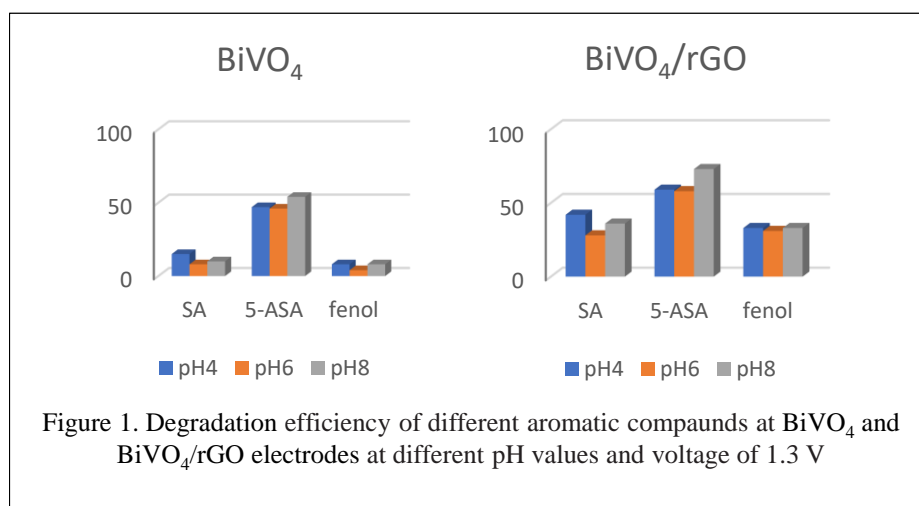 BiVO₄
100
50
0
SA 5-ASA fenol
pH4 pH6 pH8
BiVO₄/rGO
100
50
0
SA 5-ASA fenol
pH4 pH6 pH8
Figure 1. Degradation efficiency of different aromatic compaunds at BiVO₄ and
BiVO₄/rGO electrodes at different pH values and voltage of 1.3 V